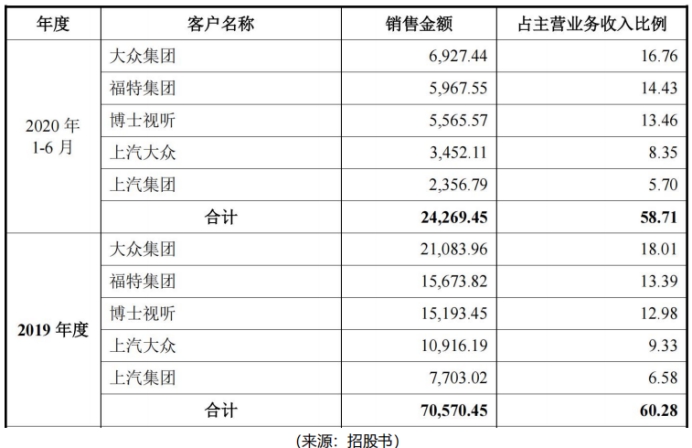 年度 客户名称 销售金额 占主营业务收入比例
大众集团 6,927.44 16.76
福特集团 5,967.55 14.43
2020 年
1-6 月
博士视听 5,565.57 13.46
上汽大众 3,452.11 8.35
上汽集团 2,356.79 5.70
合计 24,269.45 58.71
大众集团 21,083.96 18.01
福特集团 15,673.82 13.39
2019 年度
博士视听 15,193.45 12.98
上汽大众 10,916.19 9.33
上汽集团 7,703.02 6.58
合计 70,570.45 60.28
(来源：招股书)